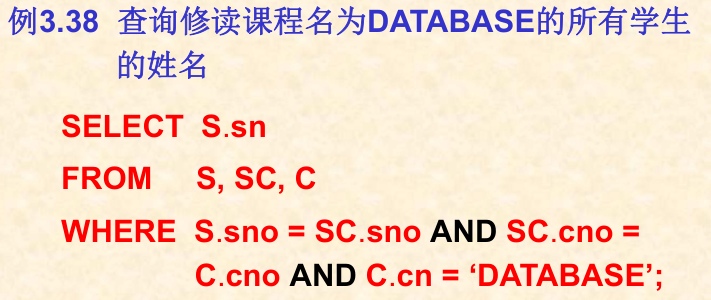 例3.38 查询修读课程名为DATABASE的所有学生
的姓名
SELECT S.sn
FROM S, SC, C
WHERE S.sno = SC.sno AND SC.cno =
C.cno AND C.cn = ‘DATABASE’;